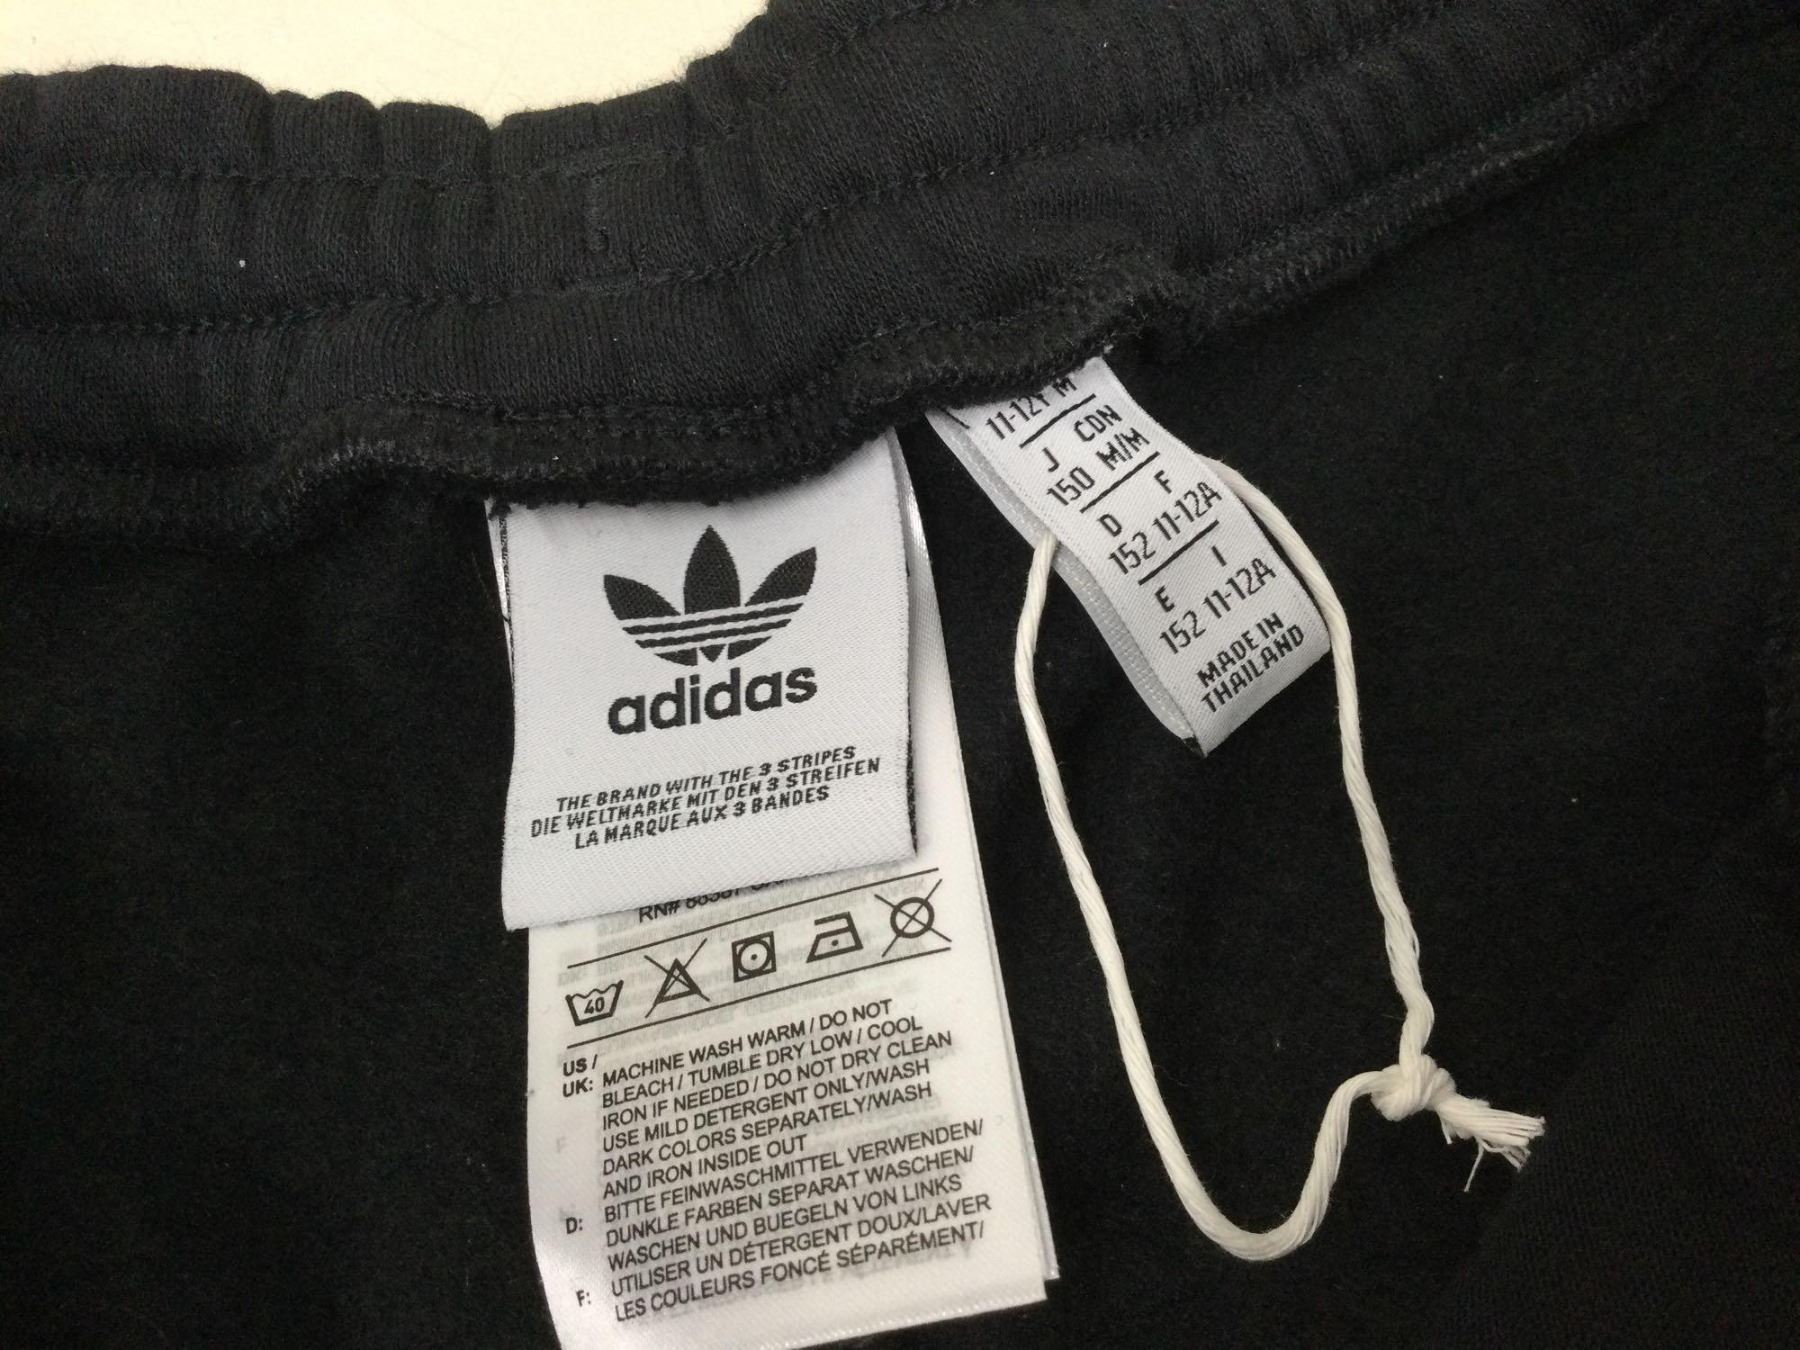 adidas
THE BRAND WITH THE 3 STRIPES
DIE WELTMARKE MIT DEN 3 STREIFEN
LA MARQUE AUX 3 BANDES
RN#
40
US /
UK: MACHINE WASH WARM / DO NOT
BLEACH / TUMBLE DRY LOW / COOL
IRON IF NEEDED / DO NOT DRY CLEAN
USE MILD DETERGENT ONLY/WASH
DARK COLORS SEPARATELY/WASH
AND IRON INSIDE OUT
D: BITTE FEINWASCHMITTEL VERWENDEN/
DUNKLE FARBEN SEPARAT WASCHEN/
WASCHEN UND BUEGELN VON LINKS
F: UTILISER UN DÉTERGENT DOUX/LAVER
LES COULEURS FONCÉ SÉPARÉMENT/
11-12Y M
J CDN
150 M/M
D F
152 11-12A
E I
152 11-12A
MADE IN
THAILAND